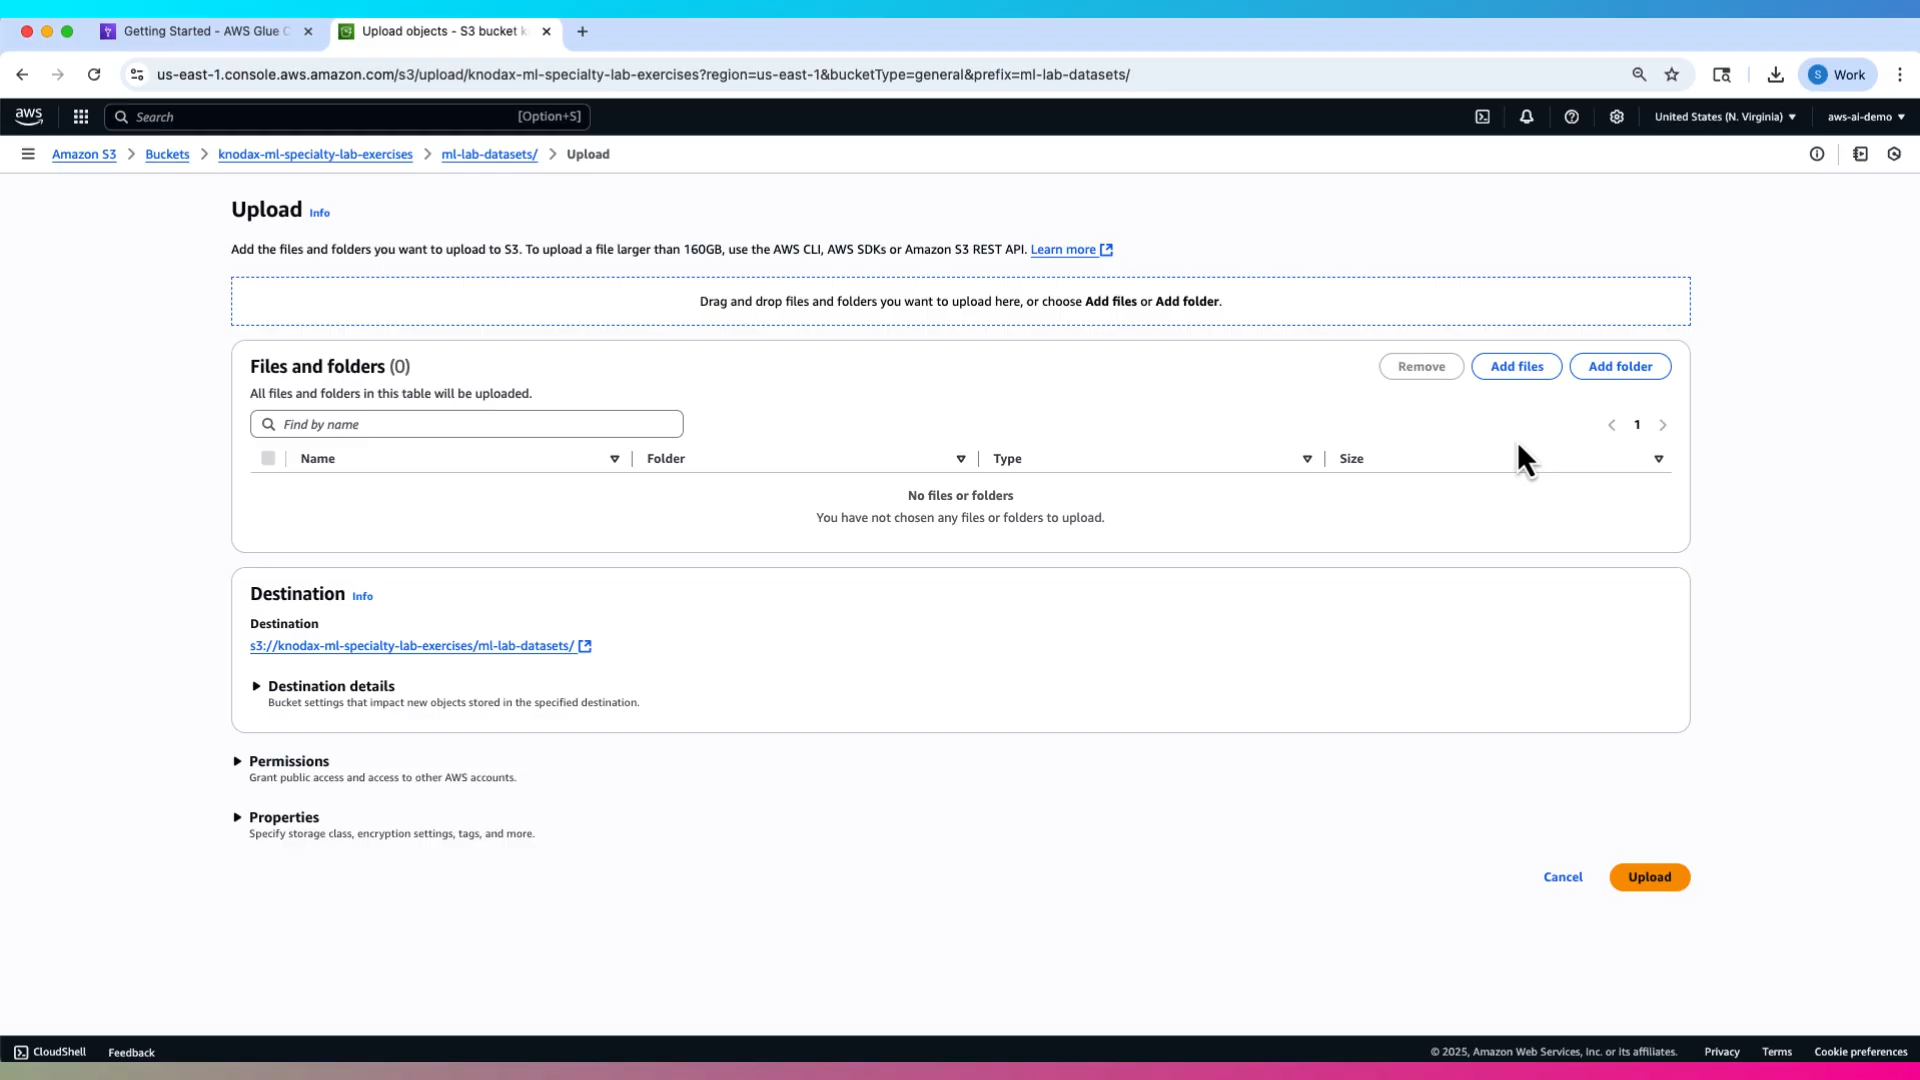 Getting Started - AWS Glue C
Upload objects - S3 bucket k
us-east-1.console.aws.amazon.com/s3/upload/knodax-ml-specialty-lab-exercises?region=us-east-1&bucketType=general&prefix=ml-lab-datasets/
S Work
aws Search [Option+S] United States (N. Virginia) aws-ai-demo
Amazon S3 Buckets knodax-ml-specialty-lab-exercises ml-lab-datasets/ Upload
Upload Info
Add the files and folders you want to upload to S3. To upload a file larger than 160GB, use the AWS CLI, AWS SDKs or Amazon S3 REST API. Learn more
Drag and drop files and folders you want to upload here, or choose Add files or Add folder.
Files and folders (0) Remove Add files Add folder
All files and folders in this table will be uploaded.
Find by name 1
Name Folder Type Size
No files or folders
You have not chosen any files or folders to upload.
Destination Info
Destination
s3://knodax-ml-specialty-lab-exercises/ml-lab-datasets/
Destination details
Bucket settings that impact new objects stored in the specified destination.
Permissions
Grant public access and access to other AWS accounts.
Properties
Specify storage class, encryption settings, tags, and more.
Cancel Upload
CloudShell Feedback © 2025, Amazon Web Services, Inc. or its affiliates. Privacy Terms Cookie preferences